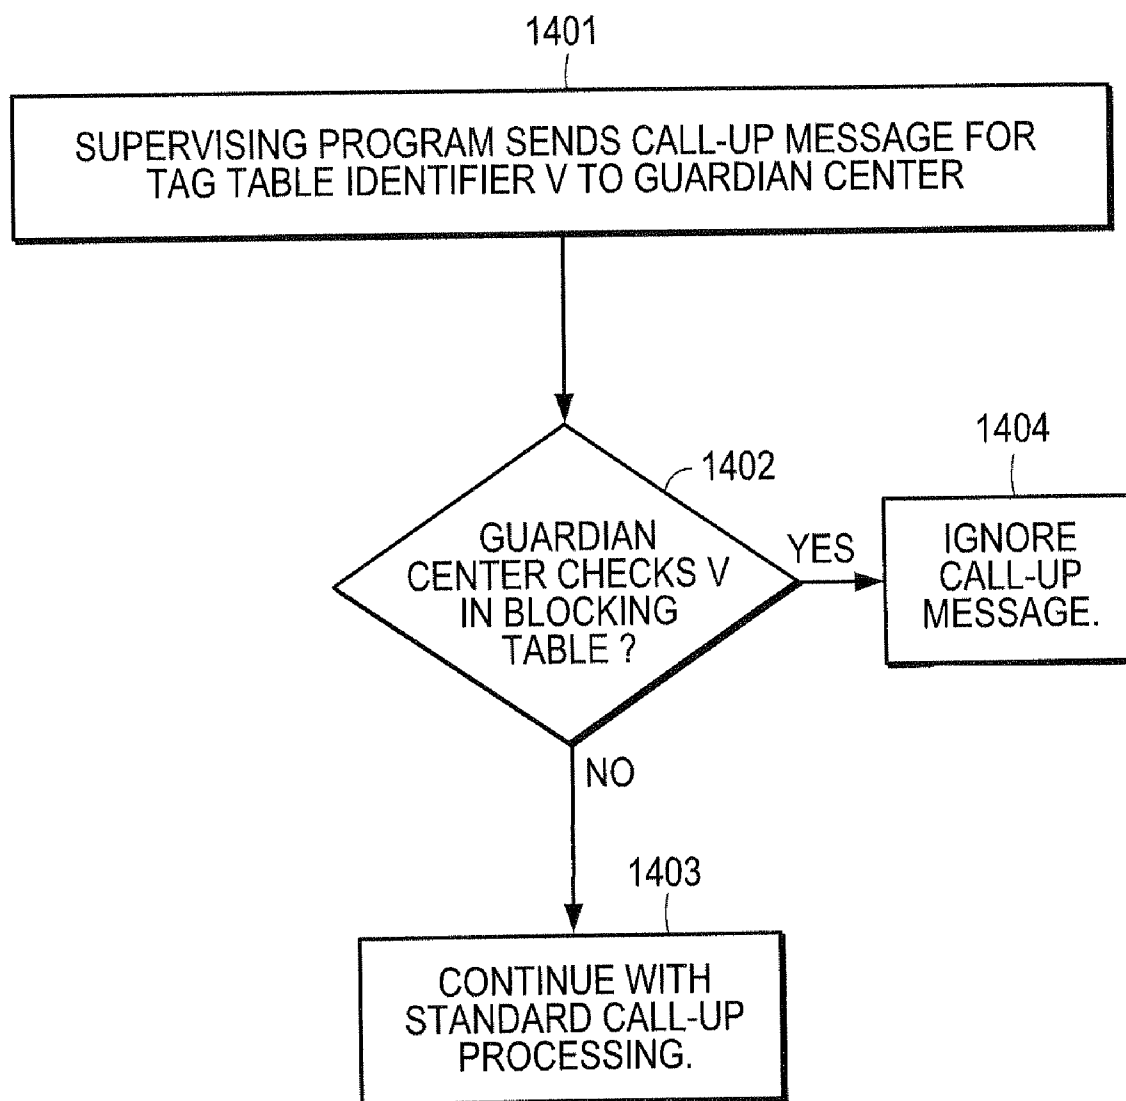 1401
SUPERVISING PROGRAM SENDS CALL-UP MESSAGE FOR
TAG TABLE IDENTIFIER V TO GUARDIAN CENTER
1402
GUARDIAN
CENTER CHECKS V
IN BLOCKING
TABLE ?
YES
1404
IGNORE
CALL-UP
MESSAGE.
NO
1403
CONTINUE WITH
STANDARD CALL-UP
PROCESSING.